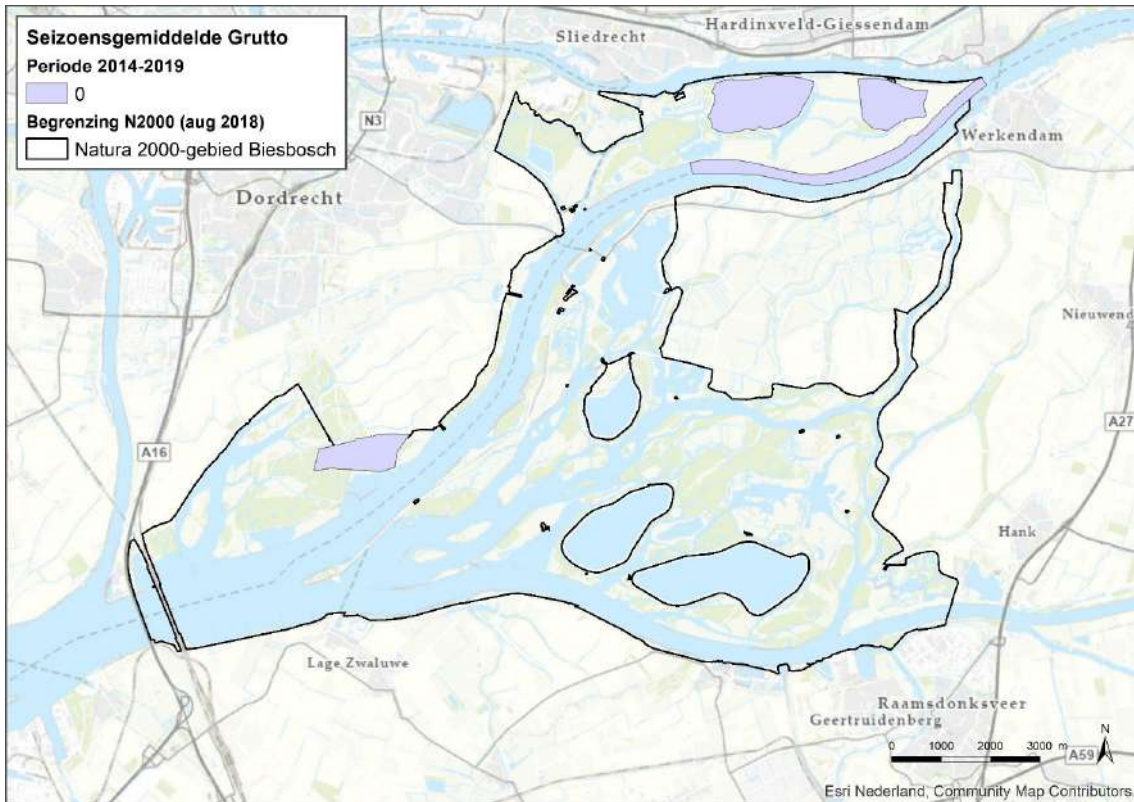 Seizoensgemiddelde Grutto
Periode 2014-2019
0
Begrenzing N2000 (aug 2018)
Natura 2000-gebied Biesbosch
Hardinxveld-Giessendam
Sliedrecht
N3
Werkendam
Dordrecht
Nieuwend
A27
A16
Hank
Lage Zwaluwe
Raamsdonksveer
Geertruidenberg
N
0 1000 2000 3000 m
A59
Esri Nederland, Community Map Contributors